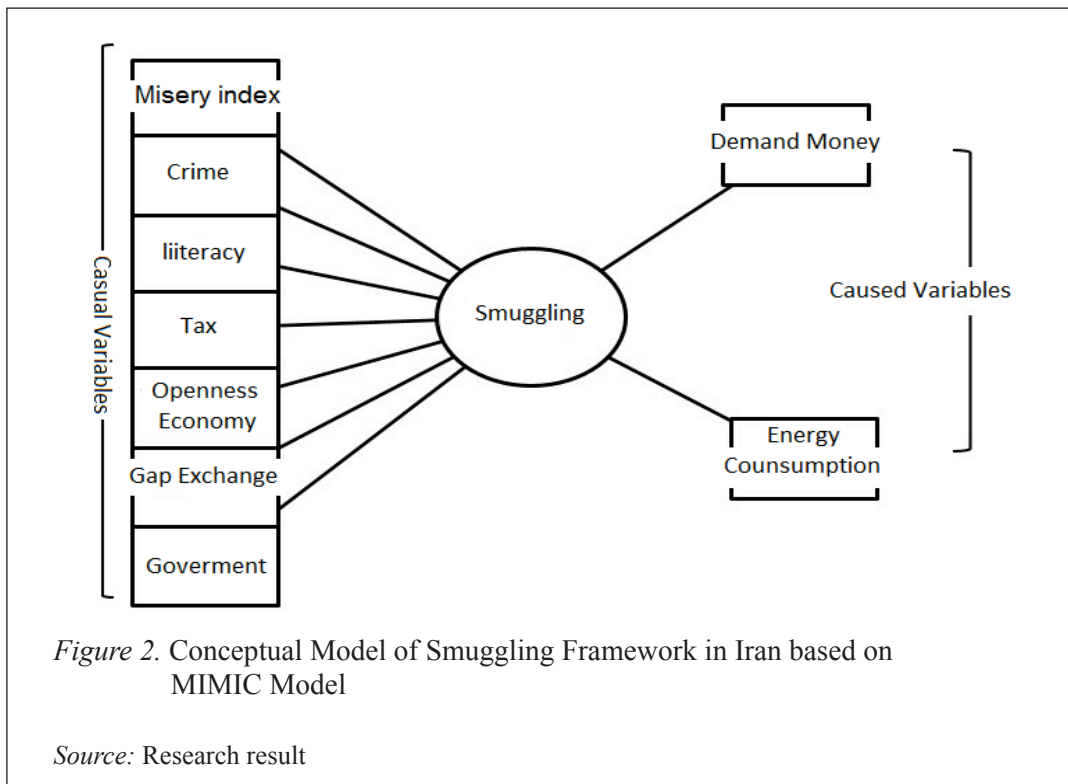 Casual Variables
Misery index
Crime
liiteracy
Tax
Openness
Economy
Gap Exchange
Goverment
Smuggling
Demand Money
Energy
Counsumption
Caused Variables
Figure 2. Conceptual Model of Smuggling Framework in Iran based on
MIMIC Model
Source: Research result